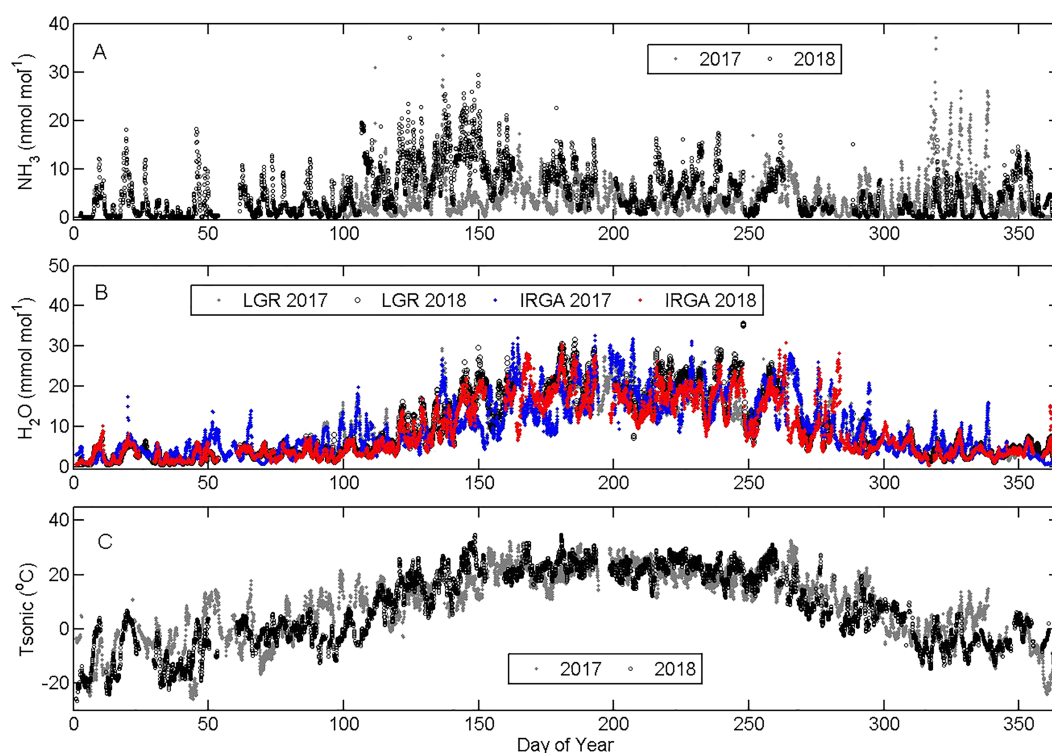 A
NH₃ (nmol mol⁻¹)
2017 2018
40
30
20
10
0
0 50 100 150 200 250 300 350
B
H₂O (mmol mol⁻¹)
LGR 2017 LGR 2018 IRGA 2017 IRGA 2018
50
40
30
20
10
0
0 50 100 150 200 250 300 350
C
Tsonic (°C)
40
20
0
-20
2017 2018
0 50 100 150 200 250 300 350
Day of Year